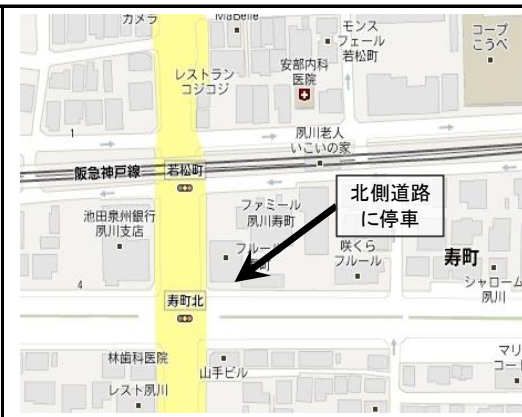 カメラ
MaBelle
モンス
フェール
若松町
コープ
こうべ
レストラン
コジコジ
安部内科
医院
1
夙川老人
いこいの家
阪急神戸線
若松町
北側道路
に停車
池田泉州銀行
夙川支店
ファミール
夙川寿町
フルール
町
咲くら
フルール
寿町
シャローム
夙川
4
寿町北
林歯科医院
山手ビル
レスト夙川
マリ
コート